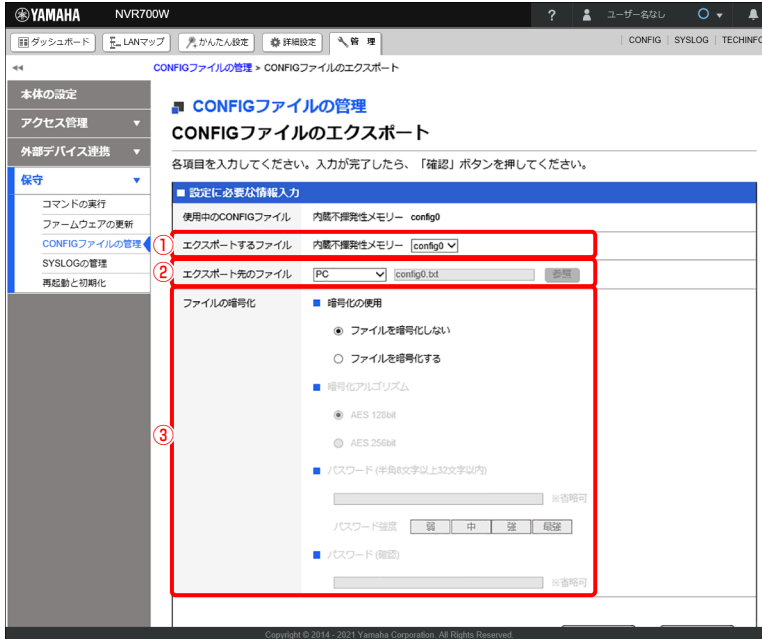 YAMAHA NVR700W ? ユーザー名なし
ダッシュボード LANマップ かんたん設定 詳細設定 管理 CONFIG SYSLOG TECHINFO
CONFIGファイルの管理 > CONFIGファイルのエクスポート
本体の設定
アクセス管理
外部デバイス連携
保守
コマンドの実行
ファームウェアの更新
CONFIGファイルの管理
SYSLOGの管理
再起動と初期化
CONFIGファイルの管理
CONFIGファイルのエクスポート
各項目を入力してください。入力が完了したら、「確認」ボタンを押してください。
■ 設定に必要な情報入力
使用中のCONFIGファイル 内蔵不揮発性メモリー config0
① エクスポートするファイル 内蔵不揮発性メモリー config0
② エクスポート先のファイル PC config0.txt 参照
③
ファイルの暗号化 ■ 暗号化の使用
ファイルを暗号化しない
ファイルを暗号化する
■ 暗号化アルゴリズム
AES 128bit
AES 256bit
■ パスワード (半角8文字以上32文字以内)
※省略可
パスワード強度 弱 中 強 最強
■ パスワード (確認)
※省略可
Copyright © 2014 - 2021 Yamaha Corporation. All Rights Reserved.